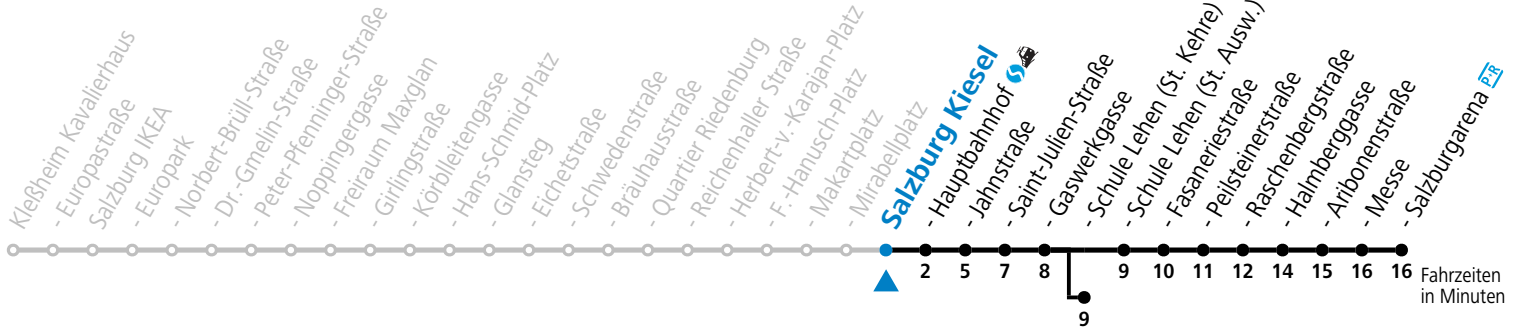 Kleßheim Kavalierhaus
- Europastraße
Salzburg IKEA
- Europark
- Norbert-Brüll-Straße
- Dr.-Gmelin-Straße
- Peter-Pfenninger-Straße
- Noppingergasse
- Freiraum Maxglan
- Girlingstraße
- Körblleitengasse
- Hans-Schmid-Platz
- Glansteg
- Eichetstraße
- Schwedenstraße
- Bräuhausstraße
- Quartier Riedenburg
- Reichenhaller Straße
- Herbert-v.-Karajan-Platz
- F.-Hanusch-Platz
- Makartplatz
- Mirabellplatz
Salzburg Kiesel
- Hauptbahnhof
- Jahnstraße
- Saint-Julien-Straße
- Gaswerkgasse
- Schule Lehen (St. Kehre)
- Schule Lehen (St. Ausw.)
- Fasaneriestraße
- Peilsteinerstraße
- Raschenbergstraße
- Halmberggasse
- Aribonenstraße
- Messe
- Salzburgarena P+R
2 5 7 8 9 10 11 12 14 15 16 16
9
Fahrzeiten
in Minuten